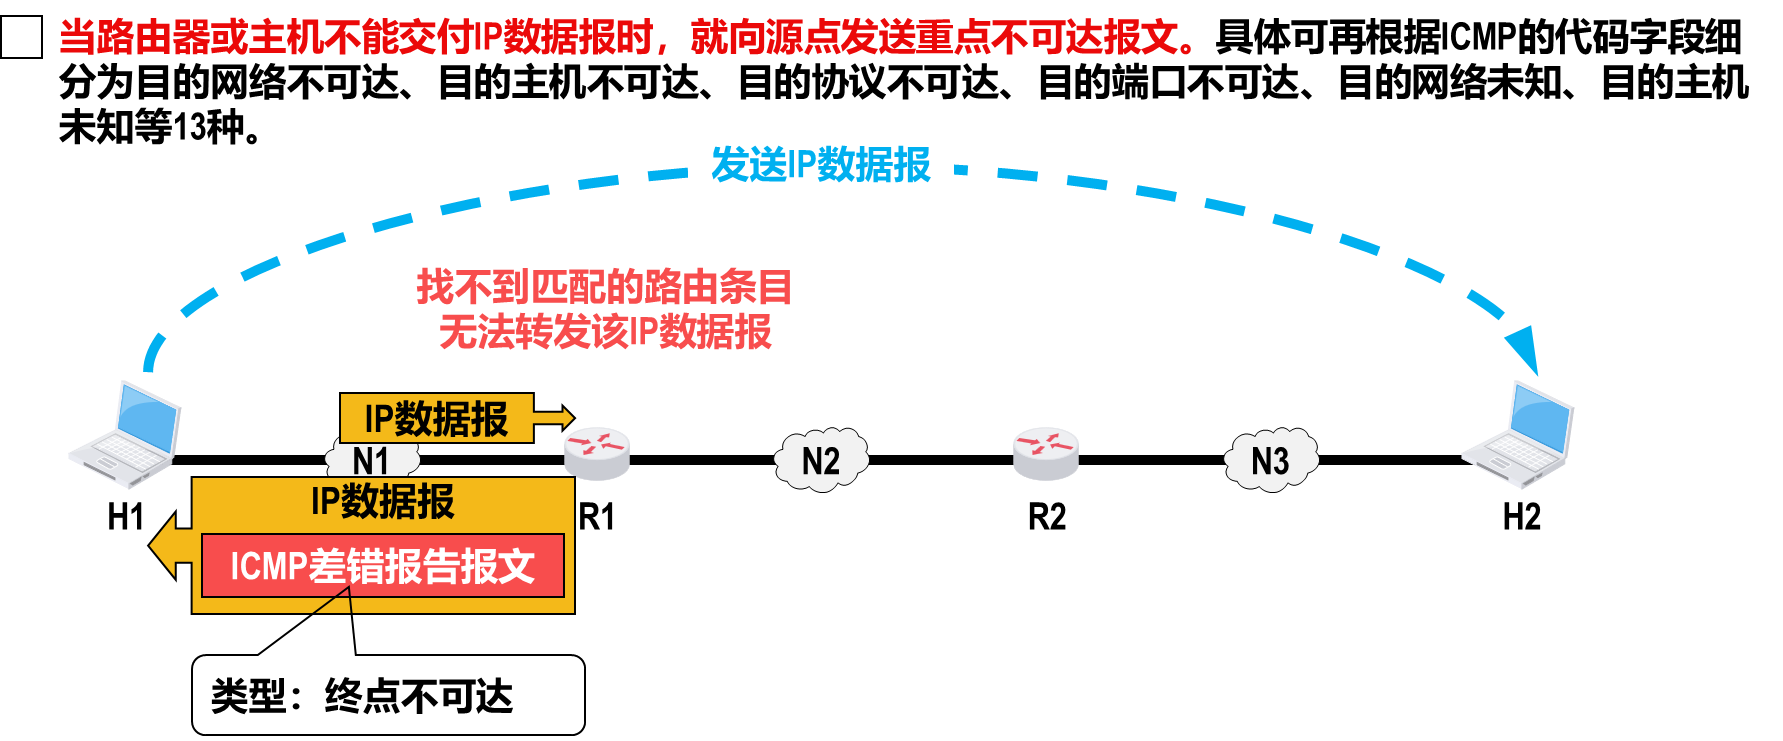 当路由器或主机不能交付IP数据报时，就向源点发送重点不可达报文。具体可再根据ICMP的代码字段细
分为目的网络不可达、目的主机不可达、目的协议不可达、目的端口不可达、目的网络未知、目的主机
未知等13种。
发送IP数据报
找不到匹配的路由条目
无法转发该IP数据报
IP数据报
N1
N2
N3
H1
IP数据报
R1
R2
H2
ICMP差错报告报文
类型：终点不可达